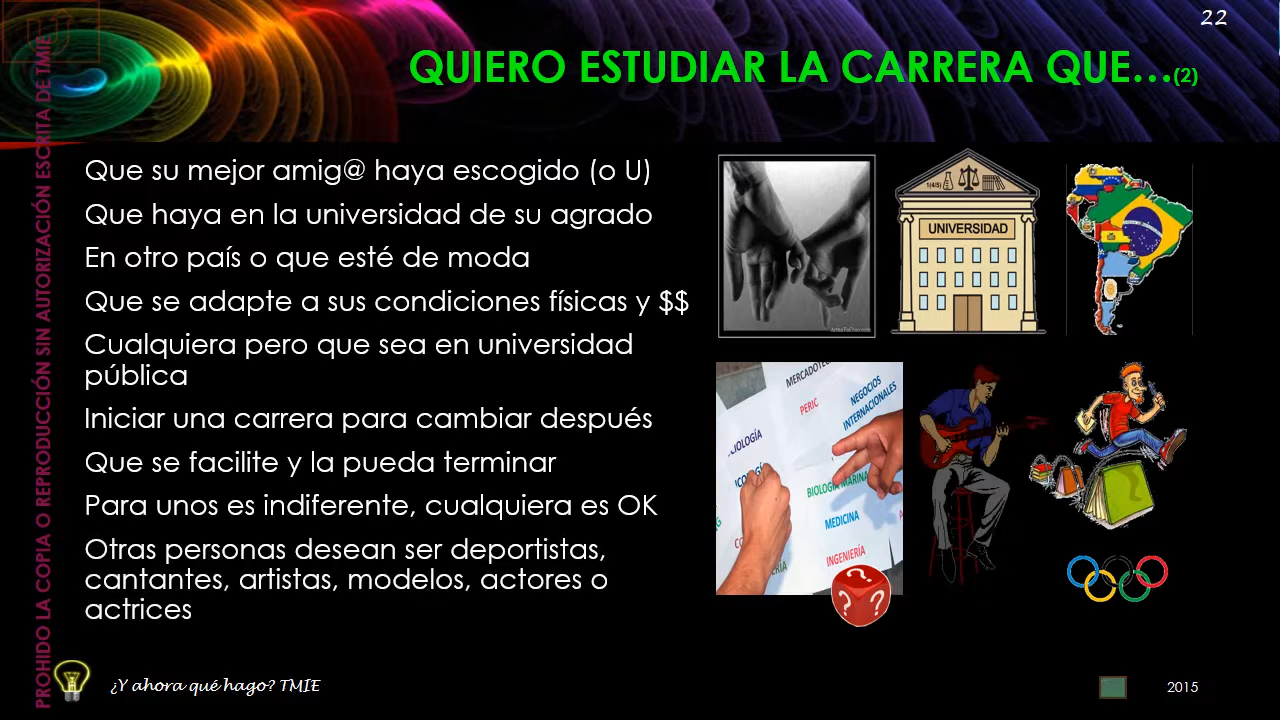 22
QUIERO ESTUDIAR LA CARRERA QUE...(2)
PROHIDO LA COPIA O REPRODUCCIÓN SIN AUTORIZACIÓN ESCRITA DE TMIE
Que su mejor amig@ haya escogido (o U)
Que haya en la universidad de su agrado
En otro país o que esté de moda
Que se adapte a sus condiciones físicas y $$
Cualquiera pero que sea en universidad
pública
Iniciar una carrera para cambiar después
Que se facilite y la pueda terminar
Para unos es indiferente, cualquiera es OK
Otras personas desean ser deportistas,
cantantes, artistas, modelos, actores o
actrices
UNIVERSIDAD
PERIC
NEGOCIOS
INTERNACIONALES
BIOLOGÍA MARINA
MEDICINA
INGENIERÍA
? ? ?
¿Y ahora qué hago? TMIE
2015